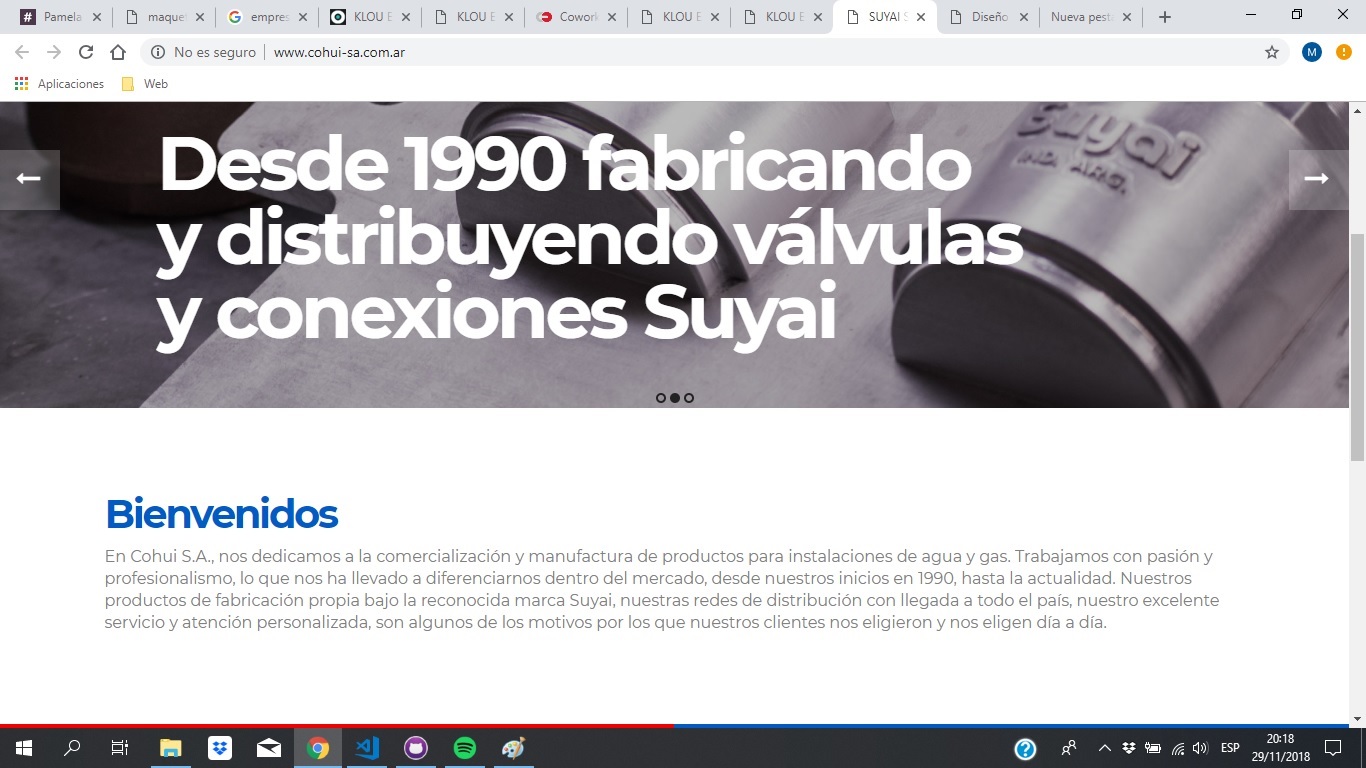 Pamela
maquet
empres
KLOU E
KLOU E
Cowork
KLOU E
KLOU E
SUYAI S
Diseño
Nueva pesta
No es seguro
www.cohui-sa.com.ar
M
Aplicaciones
Web
Suyai
IND. ARG.
Desde 1990 fabricando
y distribuyendo válvulas
y conexiones Suyai
Bienvenidos
En Cohui S.A., nos dedicamos a la comercialización y manufactura de productos para instalaciones de agua y gas. Trabajamos con pasión y
profesionalismo, lo que nos ha llevado a diferenciarnos dentro del mercado, desde nuestros inicios en 1990, hasta la actualidad. Nuestros
productos de fabricación propia bajo la reconocida marca Suyai, nuestras redes de distribución con llegada a todo el país, nuestro excelente
servicio y atención personalizada, son algunos de los motivos por los que nuestros clientes nos eligieron y nos eligen día a día.
ESP
20:18
29/11/2018